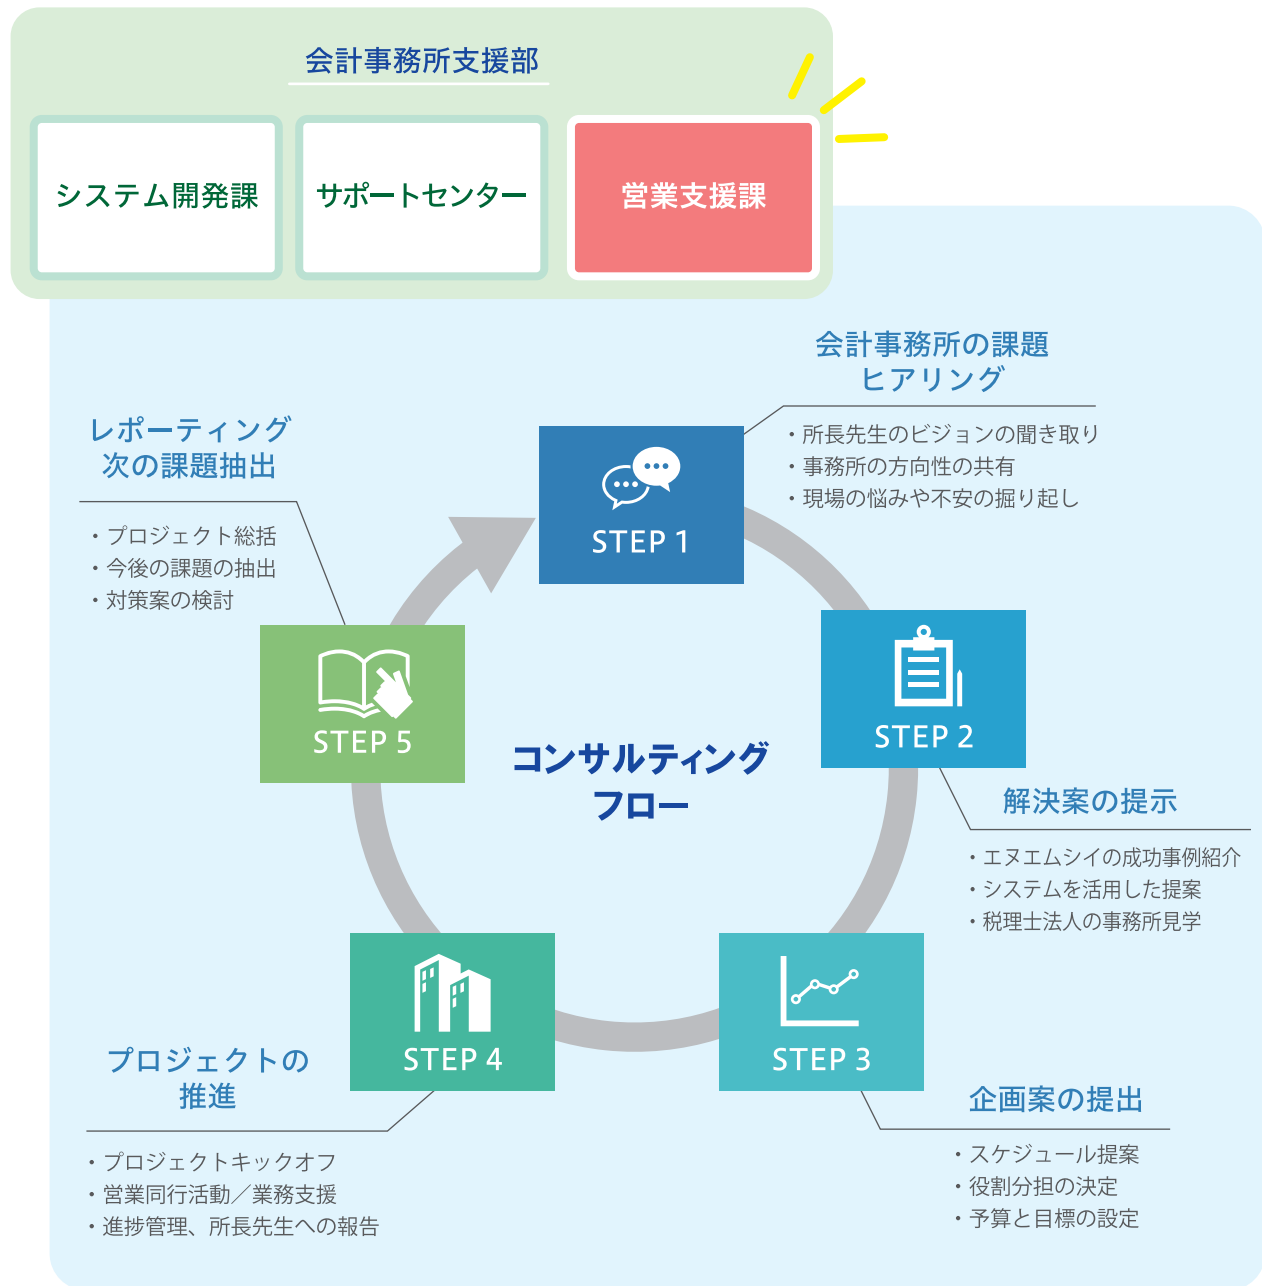 会計事務所支援部
システム開発課
サポートセンター
営業支援課
会計事務所の課題
ヒアリング
・所長先生のビジョンの聞き取り
・事務所の方向性の共有
・現場の悩みや不安の掘り起し
STEP 1
STEP 2
解決案の提示
・エヌエムシイの成功事例紹介
・システムを活用した提案
・税理士法人の事務所見学
STEP 3
企画案の提出
・スケジュール提案
・役割分担の決定
・予算と目標の設定
STEP 4
プロジェクトの
推進
・プロジェクトキックオフ
・営業同行活動／業務支援
・進捗管理、所長先生への報告
STEP 5
レポーティング
次の課題抽出
・プロジェクト総括
・今後の課題の抽出
・対策案の検討
コンサルティング
フロー